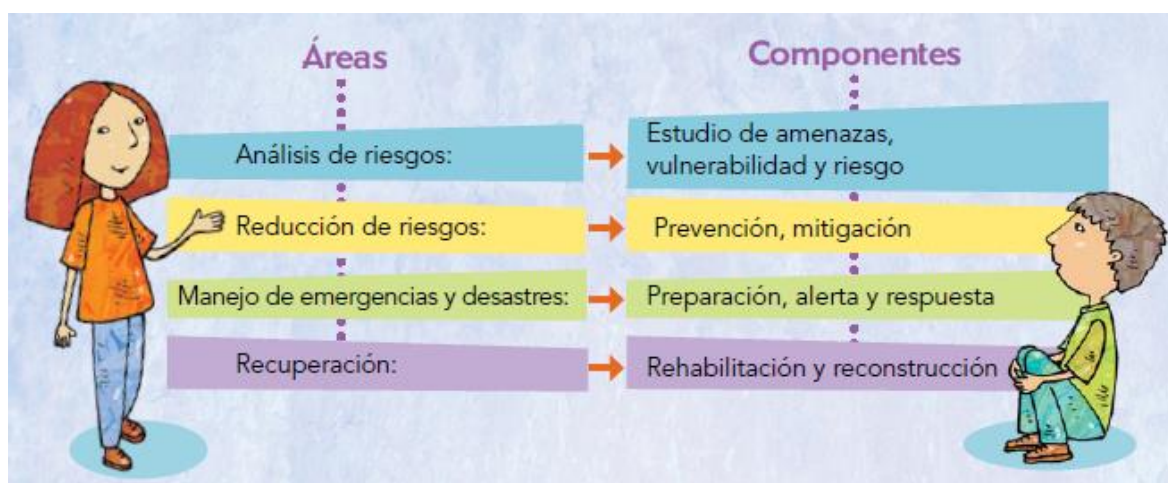 Áreas
Componentes
Análisis de riesgos:
Estudio de amenazas,
vulnerabilidad y riesgo
Reducción de riesgos:
Prevención, mitigación
Manejo de emergencias y desastres:
Preparación, alerta y respuesta
Recuperación:
Rehabilitación y reconstrucción